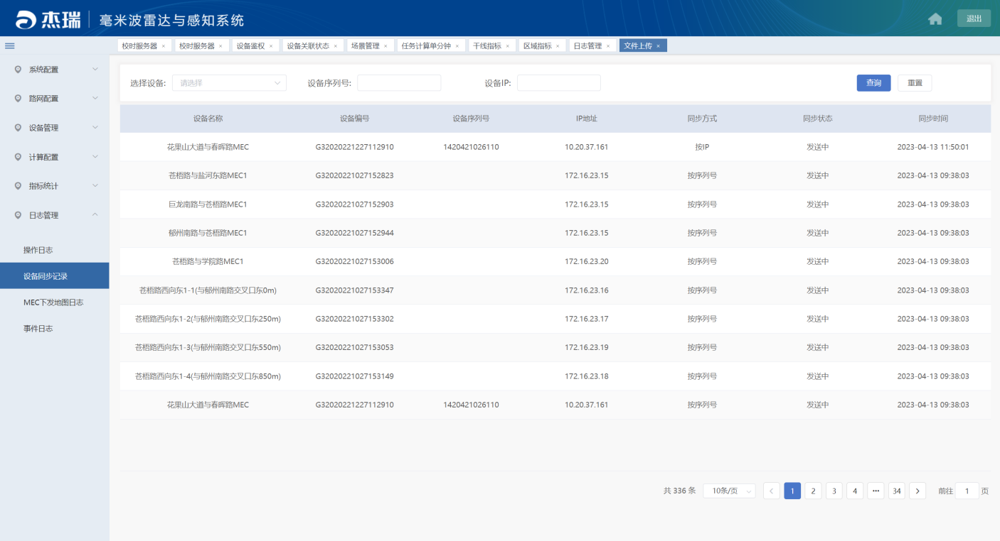 杰瑞 毫米波雷达与感知系统 退出
校时服务器 × 校时服务器 × 设备鉴权 × 设备关联状态 × 场景管理 × 任务计算单分钟 × 干线指标 × 区域指标 × 日志管理 × 文件上传 ×
系统配置
路网配置
设备管理
计算配置
指标统计
日志管理
操作日志
设备同步记录
MEC下发地图日志
事件日志
选择设备: 请选择 设备序列号: 设备IP: 查询 重置
设备名称 设备编号 设备序列号 IP地址 同步方式 同步状态 同步时间
花果山大道与春晖路MEC G32020221227112910 1420421026110 10.20.37.161 按IP 发送中 2023-04-13 11:50:01
苍梧路与盐河东路MEC1 G32020221027152823 172.16.23.15 按序列号 发送中 2023-04-13 09:38:03
巨龙南路与苍梧路MEC1 G32020221027152903 172.16.23.15 按序列号 发送中 2023-04-13 09:38:03
郁州南路与苍梧路MEC1 G32020221027152944 172.16.23.15 按序列号 发送中 2023-04-13 09:38:03
苍梧路与学院路MEC1 G32020221027153006 172.16.23.20 按序列号 发送中 2023-04-13 09:38:03
苍梧路西向东1-1(与郁州南路交叉口东0m) G32020221027153347 172.16.23.16 按序列号 发送中 2023-04-13 09:38:03
苍梧路西向东1-2(与郁州南路交叉口东250m) G32020221027153302 172.16.23.17 按序列号 发送中 2023-04-13 09:38:03
苍梧路西向东1-3(与郁州南路交叉口东550m) G32020221027153053 172.16.23.19 按序列号 发送中 2023-04-13 09:38:03
苍梧路西向东1-4(与郁州南路交叉口东850m) G32020221027153149 172.16.23.18 按序列号 发送中 2023-04-13 09:38:03
花果山大道与春晖路MEC G32020221227112910 1420421026110 10.20.37.161 按序列号 发送中 2023-04-13 09:38:03
共 336 条 10条/页 1 2 3 4 ••• 34 前往 1 页